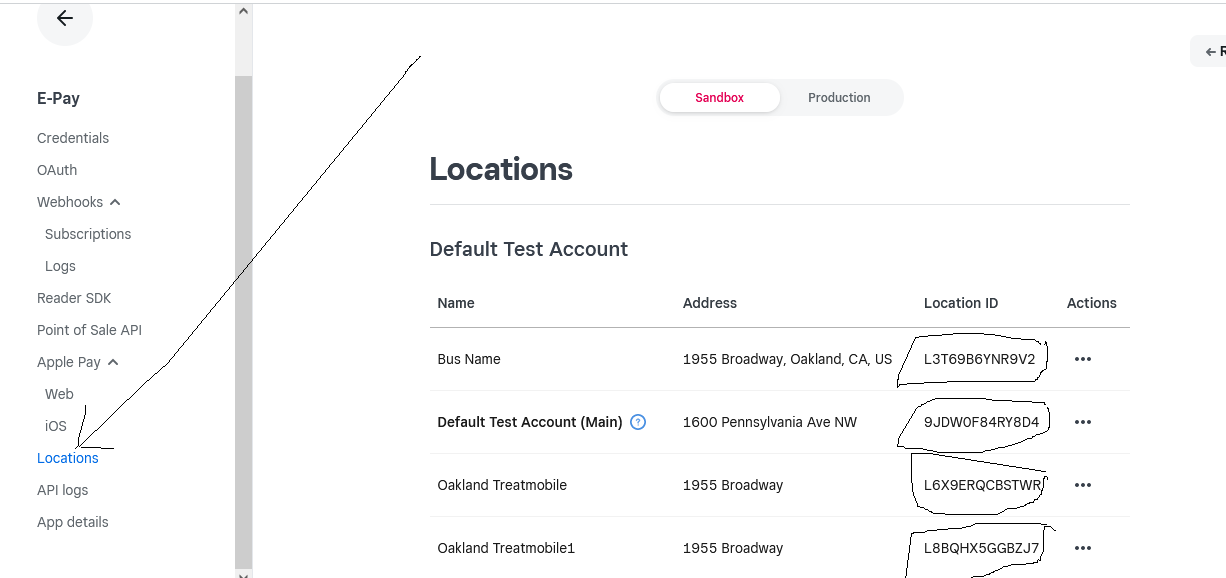 E-Pay
Credentials
OAuth
Webhooks
Subscriptions
Logs
Reader SDK
Point of Sale API
Apple Pay
Web
iOS
Locations
API logs
App details
← R
Sandbox Production
Locations
Default Test Account
Name Address Location ID Actions
Bus Name 1955 Broadway, Oakland, CA, US L3T69B6YNR9V2
Default Test Account (Main) ? 1600 Pennsylvania Ave NW 9JDW0F84RY8D4
Oakland Treatmobile 1955 Broadway L6X9ERQCBSTWR
Oakland Treatmobile1 1955 Broadway L8BQHX5GGBZJ7